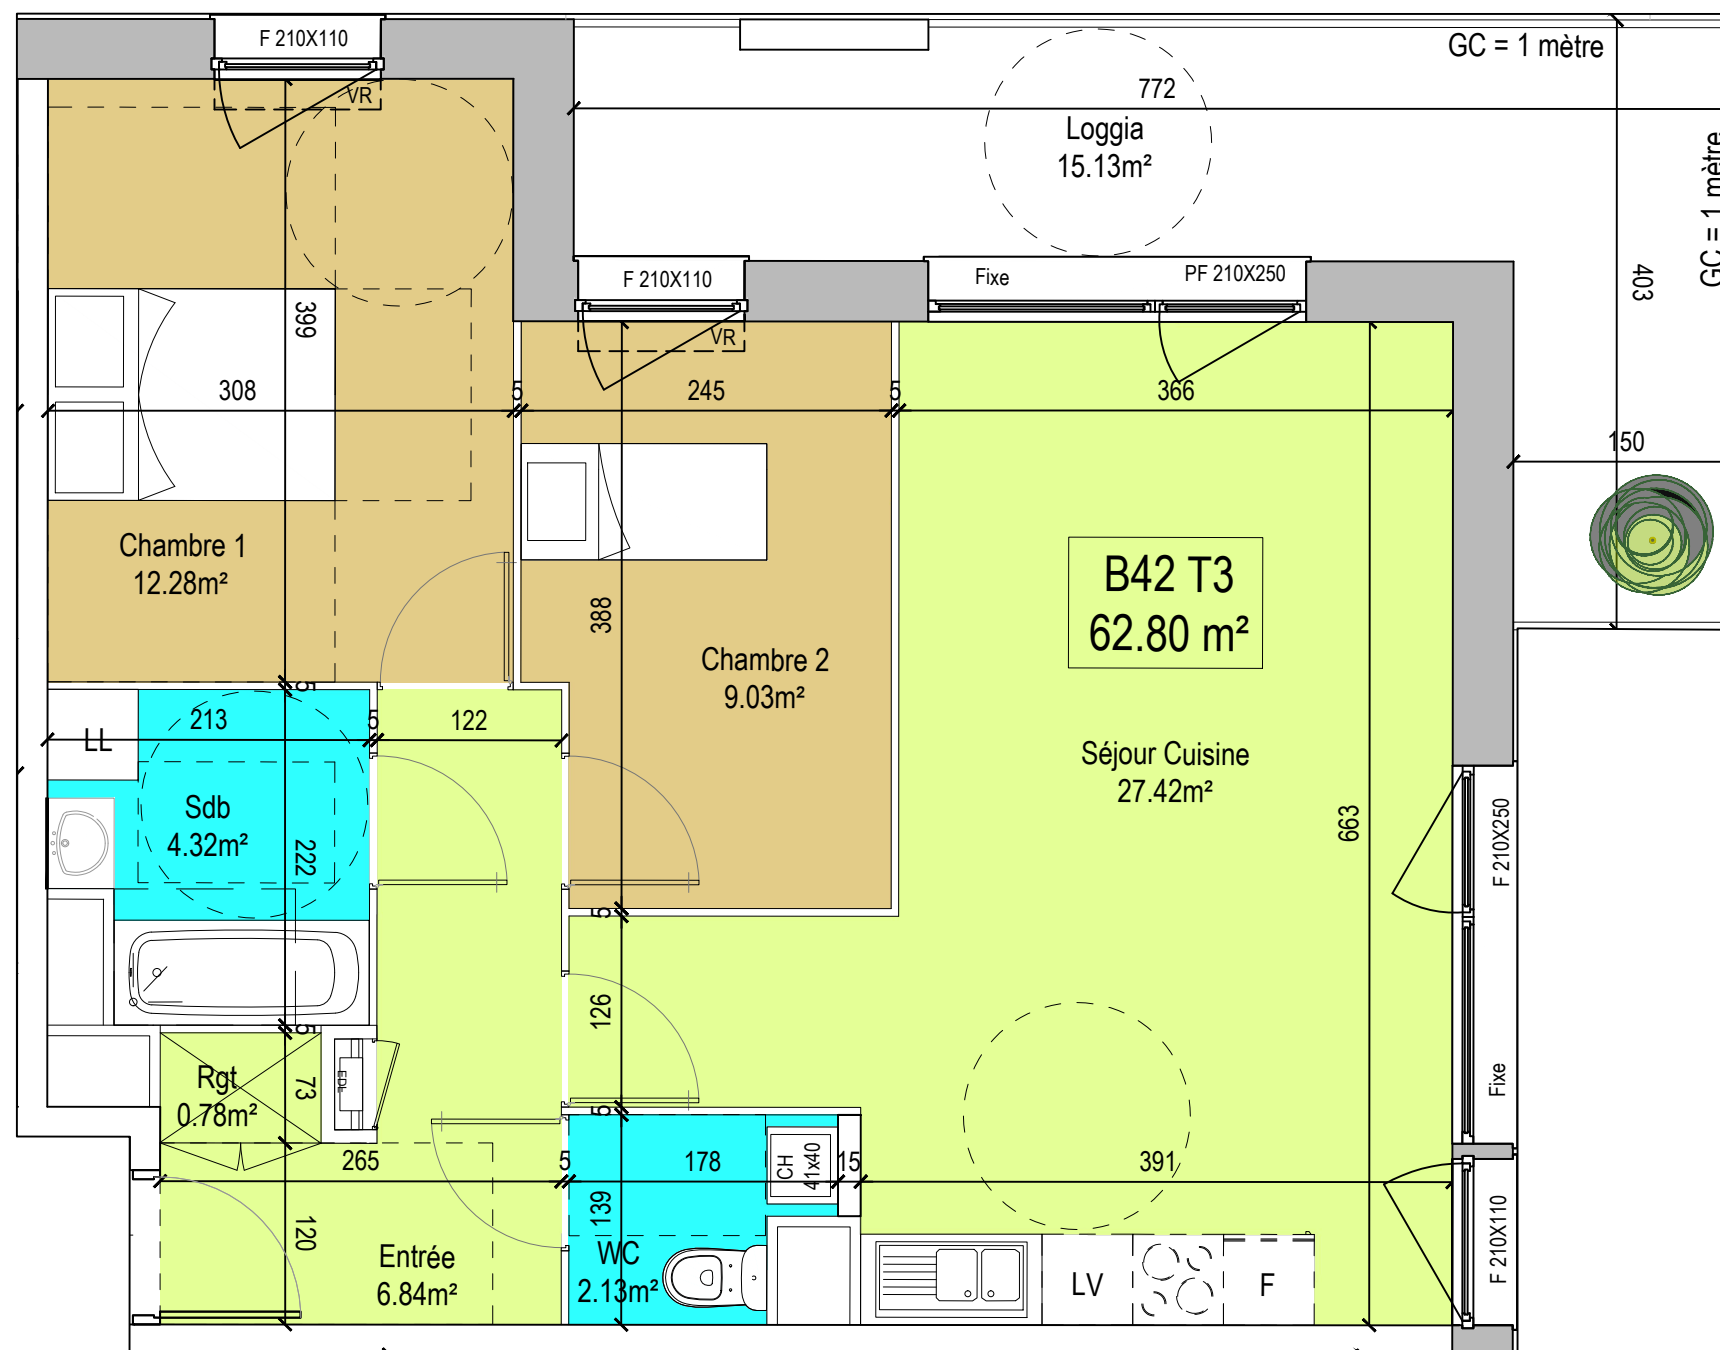 F 210X110
VR
GC = 1 mètre
772
Loggia
15.13m²
GC = 1 mètre
403
F 210X110
VR
Fixe
PF 210X250
399
308
5
245
5
366
150
Chambre 1
12.28m²
388
B42 T3
62.80 m²
Chambre 2
9.03m²
5
213
5
122
LL
Séjour Cuisine
27.42m²
Sdb
4.32m²
222
663
F 210X250
5
126
5
Rgt
0.78m²
73
EDL
Fixe
5
265
5
178
CH
41x40
15
391
139
120
Entrée
6.84m²
WC
2.13m²
LV
F
F 210X110